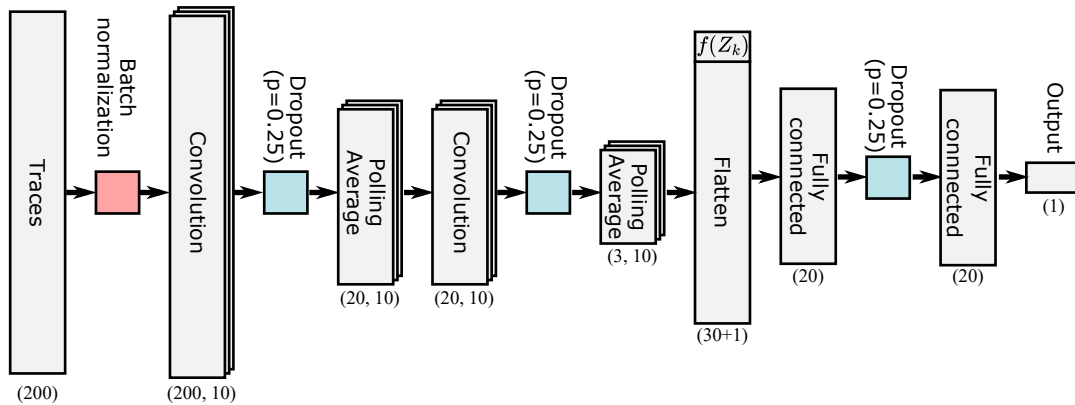 Traces
(200)
Batch
normalization
Convolution
(200, 10)
Dropout
(p=0.25)
Polling
Average
(20, 10)
Convolution
(20, 10)
Dropout
(p=0.25)
Polling
Average
(3, 10)
f(Z_k)
Flatten
(30+1)
Fully
connnected
(20)
Dropout
(p=0.25)
Fully
connnected
(20)
Output
(1)